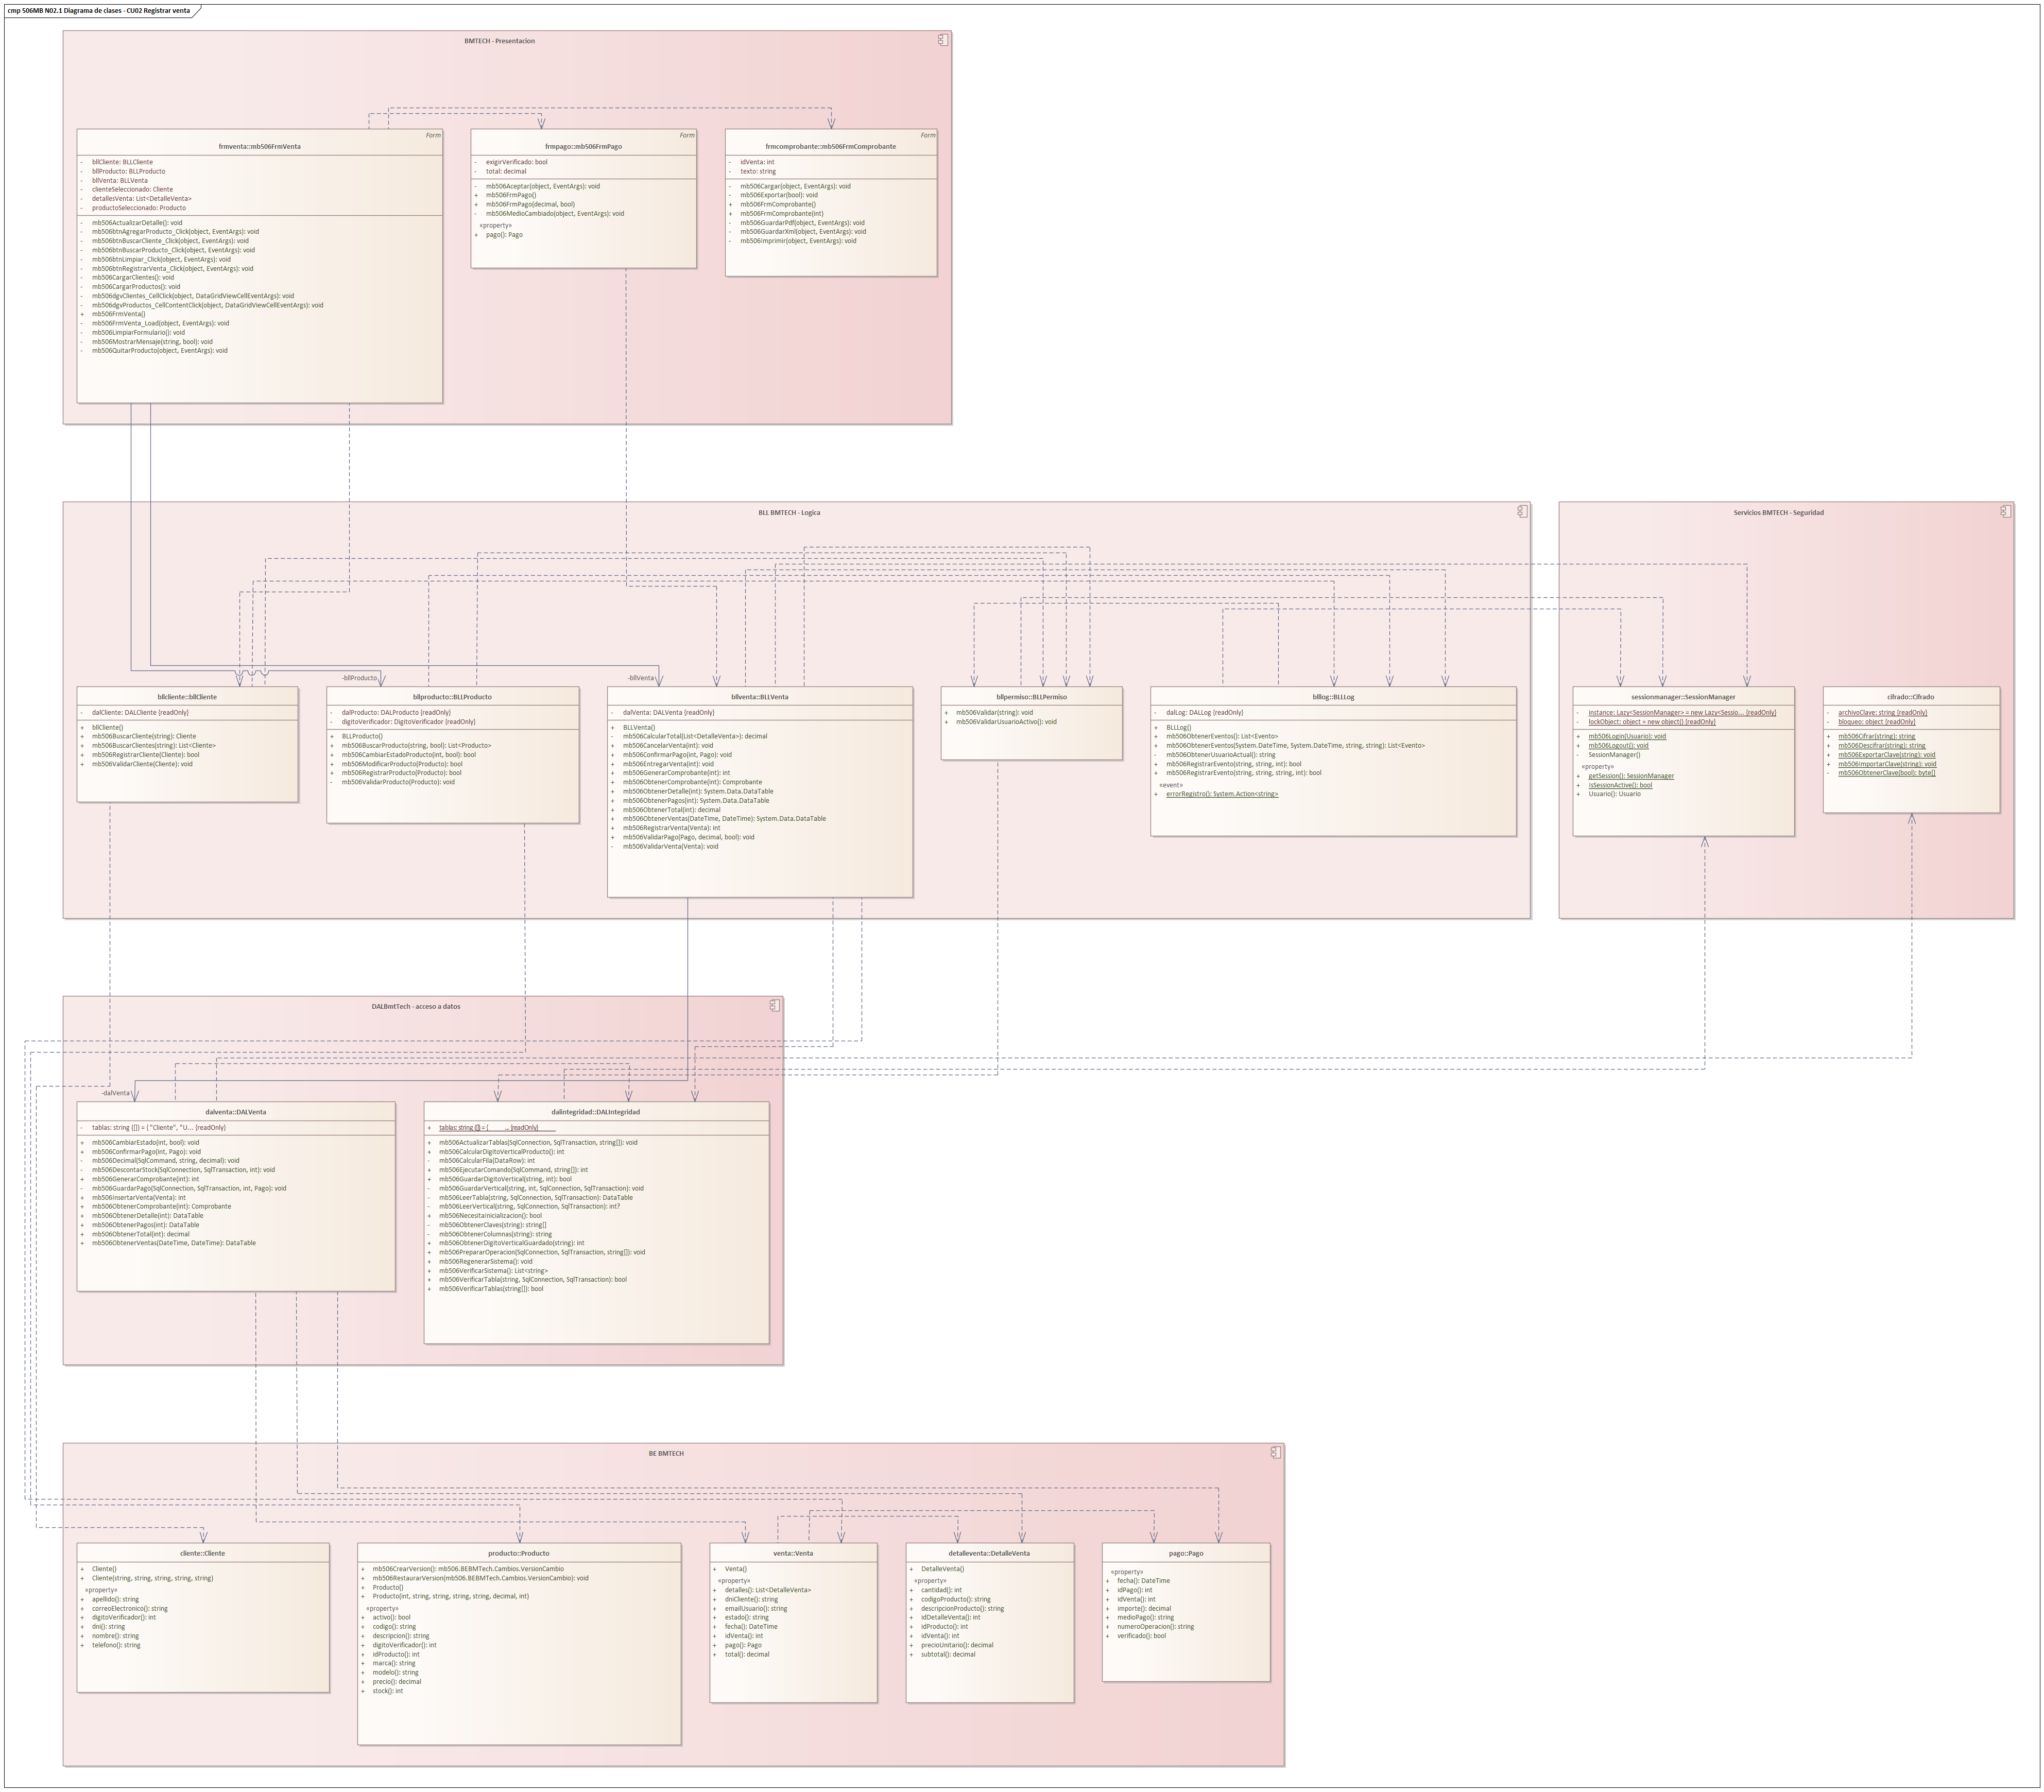 cmp 506MB N02.1 Diagrama de clases - CU02 Registrar venta
BMTECH - Presentacion
Form
frmventa::mb506FrmVenta
- bllCliente: BLLCliente
- bllProducto: BLLProducto
- bllVenta: BLLVenta
- clienteSeleccionado: Cliente
- detallesVenta: List<DetalleVenta>
- productoSeleccionado: Producto
- mb506ActualizarDetalle(): void
- mb506btnAgregarProducto_Click(object, EventArgs): void
- mb506btnBuscarCliente_Click(object, EventArgs): void
- mb506btnBuscarProducto_Click(object, EventArgs): void
- mb506btnLimpiar_Click(object, EventArgs): void
- mb506btnRegistrarVenta_Click(object, EventArgs): void
- mb506CargarClientes(): void
- mb506CargarProductos(): void
- mb506dgvClientes_CellClick(object, DataGridViewCellEventArgs): void
- mb506dgvProductos_CellContentClick(object, DataGridViewCellEventArgs): void
+ mb506FrmVenta()
- mb506FrmVenta_Load(object, EventArgs): void
- mb506LimpiarFormulario(): void
- mb506MostrarMensaje(string, bool): void
- mb506QuitarProducto(object, EventArgs): void
Form
frmpago::mb506FrmPago
- exigirVerificado: bool
- total: decimal
- mb506Aceptar(object, EventArgs): void
+ mb506FrmPago()
+ mb506FrmPago(decimal, bool)
- mb506MedioCambiado(object, EventArgs): void
«property»
+ pago(): Pago
Form
frmcomprobante::mb506FrmComprobante
- idVenta: int
- texto: string
- mb506Cargar(object, EventArgs): void
- mb506Exportar(bool): void
+ mb506FrmComprobante()
+ mb506FrmComprobante(int)
- mb506GuardarPdf(object, EventArgs): void
- mb506GuardarXml(object, EventArgs): void
- mb506Imprimir(object, EventArgs): void
BLL BMTECH - Logica
-bllProducto
-bllVenta
bllcliente::bllCliente
- dalCliente: DALCliente {readOnly}
+ bllCliente()
+ mb506BuscarCliente(string): Cliente
+ mb506BuscarClientes(string): List<Cliente>
+ mb506RegistrarCliente(Cliente): bool
+ mb506ValidarCliente(Cliente): void
bllproducto::BLLProducto
- dalProducto: DALProducto {readOnly}
- digitoVerificador: DigitoVerificador {readOnly}
+ BLLProducto()
+ mb506BuscarProducto(string, bool): List<Producto>
+ mb506CambiarEstadoProducto(int, bool): bool
+ mb506ModificarProducto(Producto): bool
+ mb506RegistrarProducto(Producto): bool
- mb506ValidarProducto(Producto): void
bllventa::BLLVenta
- dalVenta: DALVenta {readOnly}
+ BLLVenta()
- mb506CalcularTotal(List<DetalleVenta>): decimal
+ mb506CancelarVenta(int): void
+ mb506ConfirmarPago(int, Pago): void
+ mb506EntregarVenta(int): void
+ mb506GenerarComprobante(int): int
+ mb506ObtenerComprobante(int): Comprobante
+ mb506ObtenerDetalle(int): System.Data.DataTable
+ mb506ObtenerPagos(int): System.Data.DataTable
+ mb506ObtenerTotal(int): decimal
+ mb506ObtenerVentas(DateTime, DateTime): System.Data.DataTable
+ mb506RegistrarVenta(Venta): int
+ mb506ValidarPago(Pago, decimal, bool): void
- mb506ValidarVenta(Venta): void
bllpermiso::BLLPermiso
+ mb506Validar(string): void
+ mb506ValidarUsuarioActivo(): void
blllog::BLLLog
- dalLog: DALLog {readOnly}
+ BLLLog()
+ mb506ObtenerEventos(): List<Evento>
+ mb506ObtenerEventos(System.DateTime, System.DateTime, string, string): List<Evento>
- mb506ObtenerUsuarioActual(): string
+ mb506RegistrarEvento(string, string, int): bool
+ mb506RegistrarEvento(string, string, string, int): bool
«event»
+ errorRegistro(): System.Action<string>
Servicios BMTECH - Seguridad
sessionmanager::SessionManager
- instance: Lazy<SessionManager> = new Lazy<Sessio... {readOnly}
- lockObject: object = new object() {readOnly}
+ mb506Login(Usuario): void
+ mb506Logout(): void
- SessionManager()
«property»
+ getSession(): SessionManager
+ IsSessionActive(): bool
+ Usuario(): Usuario
cifrado::Cifrado
- archivoClave: string {readOnly}
- bloqueo: object {readOnly}
+ mb506Cifrar(string): string
+ mb506Descifrar(string): string
+ mb506ExportarClave(string): void
+ mb506ImportarClave(string): void
- mb506ObtenerClave(bool): byte[]
DALBmtTech - acceso a datos
-dalVenta
dalventa::DALVenta
- tablas: string ([]) = { "Cliente", "U... {readOnly}
+ mb506CambiarEstado(int, bool): void
+ mb506ConfirmarPago(int, Pago): void
- mb506Decimal(SqlCommand, string, decimal): void
- mb506DescontarStock(SqlConnection, SqlTransaction, int): void
+ mb506GenerarComprobante(int): int
- mb506GuardarPago(SqlConnection, SqlTransaction, int, Pago): void
+ mb506InsertarVenta(Venta): int
+ mb506ObtenerComprobante(int): Comprobante
+ mb506ObtenerDetalle(int): DataTable
+ mb506ObtenerPagos(int): DataTable
+ mb506ObtenerTotal(int): decimal
+ mb506ObtenerVentas(DateTime, DateTime): DataTable
dalintegridad::DALIntegridad
+ tablas: string ([]) = { ... {readOnly}
+ mb506ActualizarTablas(SqlConnection, SqlTransaction, string[]): void
+ mb506CalcularDigitoVerticalProducto(): int
- mb506CalcularFila(DataRow): int
+ mb506EjecutarComando(SqlCommand, string[]): int
+ mb506GuardarDigitoVertical(string, int): bool
- mb506GuardarVertical(string, int, SqlConnection, SqlTransaction): void
- mb506LeerTabla(string, SqlConnection, SqlTransaction): DataTable
- mb506LeerVertical(string, SqlConnection, SqlTransaction): int?
+ mb506NecesitaInicializacion(): bool
- mb506ObtenerClaves(string): string[]
- mb506ObtenerColumnas(string): string
+ mb506ObtenerDigitoVerticalGuardado(string): int
+ mb506PrepararOperacion(SqlConnection, SqlTransaction, string[]): void
+ mb506RegenerarSistema(): void
+ mb506VerificarSistema(): List<string>
+ mb506VerificarTabla(string, SqlConnection, SqlTransaction): bool
+ mb506VerificarTablas(string[]): bool
BE BMTECH
cliente::Cliente
+ Cliente()
+ Cliente(string, string, string, string, string)
«property»
+ apellido(): string
+ correoElectronico(): string
+ digitoVerificador(): int
+ dni(): string
+ nombre(): string
+ telefono(): string
producto::Producto
+ mb506CrearVersion(): mb506.BEBMTech.Cambios.VersionCambio
+ mb506RestaurarVersion(mb506.BEBMTech.Cambios.VersionCambio): void
+ Producto()
+ Producto(int, string, string, string, string, decimal, int)
«property»
+ activo(): bool
+ codigo(): string
+ descripcion(): string
+ digitoVerificador(): int
+ idProducto(): int
+ marca(): string
+ modelo(): string
+ precio(): decimal
+ stock(): int
venta::Venta
+ Venta()
«property»
+ detalles(): List<DetalleVenta>
+ dniCliente(): string
+ emailUsuario(): string
+ estado(): string
+ fecha(): DateTime
+ idVenta(): int
+ pago(): Pago
+ total(): decimal
detalleventa::DetalleVenta
+ DetalleVenta()
«property»
+ cantidad(): int
+ codigoProducto(): string
+ descripcionProducto(): string
+ idDetalleVenta(): int
+ idProducto(): int
+ idVenta(): int
+ precioUnitario(): decimal
+ subtotal(): decimal
pago::Pago
«property»
+ fecha(): DateTime
+ idPago(): int
+ idVenta(): int
+ importe(): decimal
+ medioPago(): string
+ numeroOperacion(): string
+ verificado(): bool